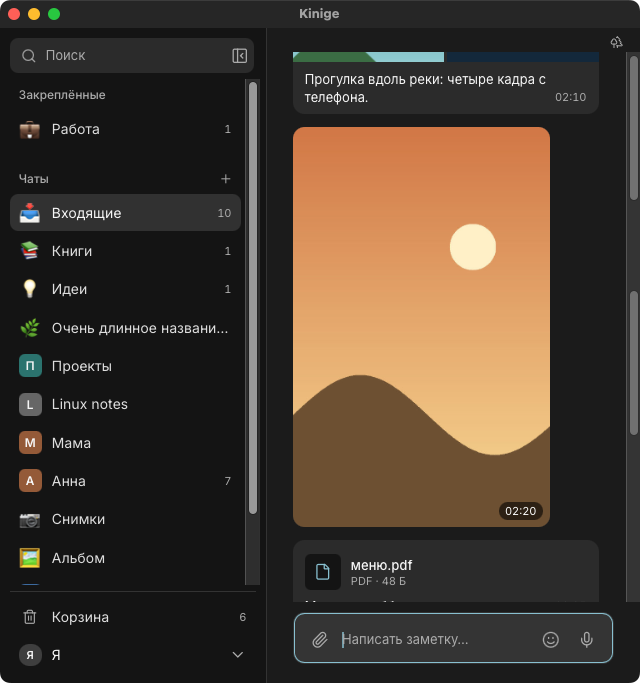 Kinige
Поиск
Закреплённые
Работа 1
Чаты
Входящие 10
Книги 1
Идеи 1
Очень длинное названи...
П Проекты
L Linux notes
М Мама
А Анна 7
Снимки
Альбом
Корзина 6
Я Я
Прогулка вдоль реки: четыре кадра с
телефона. 02:10
02:20
меню.pdf
PDF · 48 Б
Написать заметку...